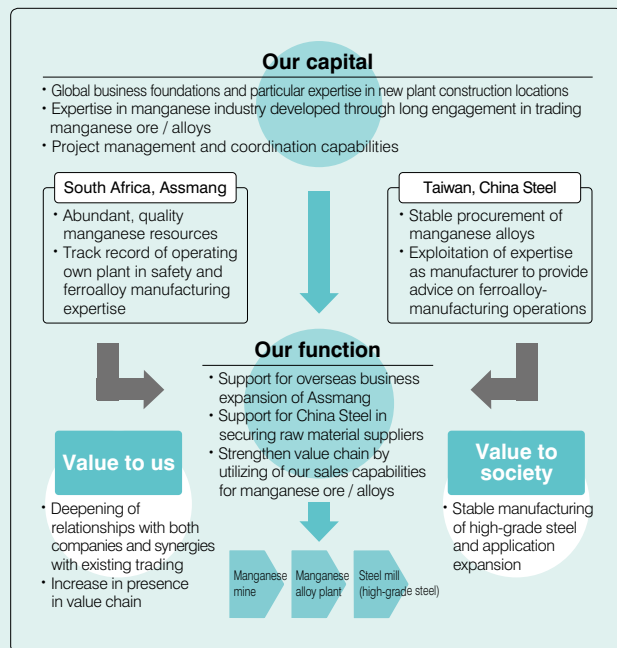 Our capital
• Global business foundations and particular expertise in new plant construction locations
• Expertise in manganese industry developed through long engagement in trading
manganese ore / alloys
• Project management and coordination capabilities
South Africa, Assmang
• Abundant, quality
manganese resources
• Track record of operating
own plant in safety and
ferroalloy manufacturing
expertise
Taiwan, China Steel
• Stable procurement of
manganese alloys
• Exploitation of expertise
as manufacturer to provide
advice on ferroalloy-
manufacturing operations
Our function
• Support for overseas business
expansion of Assmang
• Support for China Steel in
securing raw material suppliers
• Strengthen value chain by
utilizing of our sales capabilities
for manganese ore / alloys
Value to us
• Deepening of
relationships with both
companies and synergies
with existing trading
• Increase in presence
in value chain
Value to
society
• Stable manufacturing
of high-grade steel
and application
expansion
Manganese
mine
Manganese
alloy plant
Steel mill
(high-grade steel)